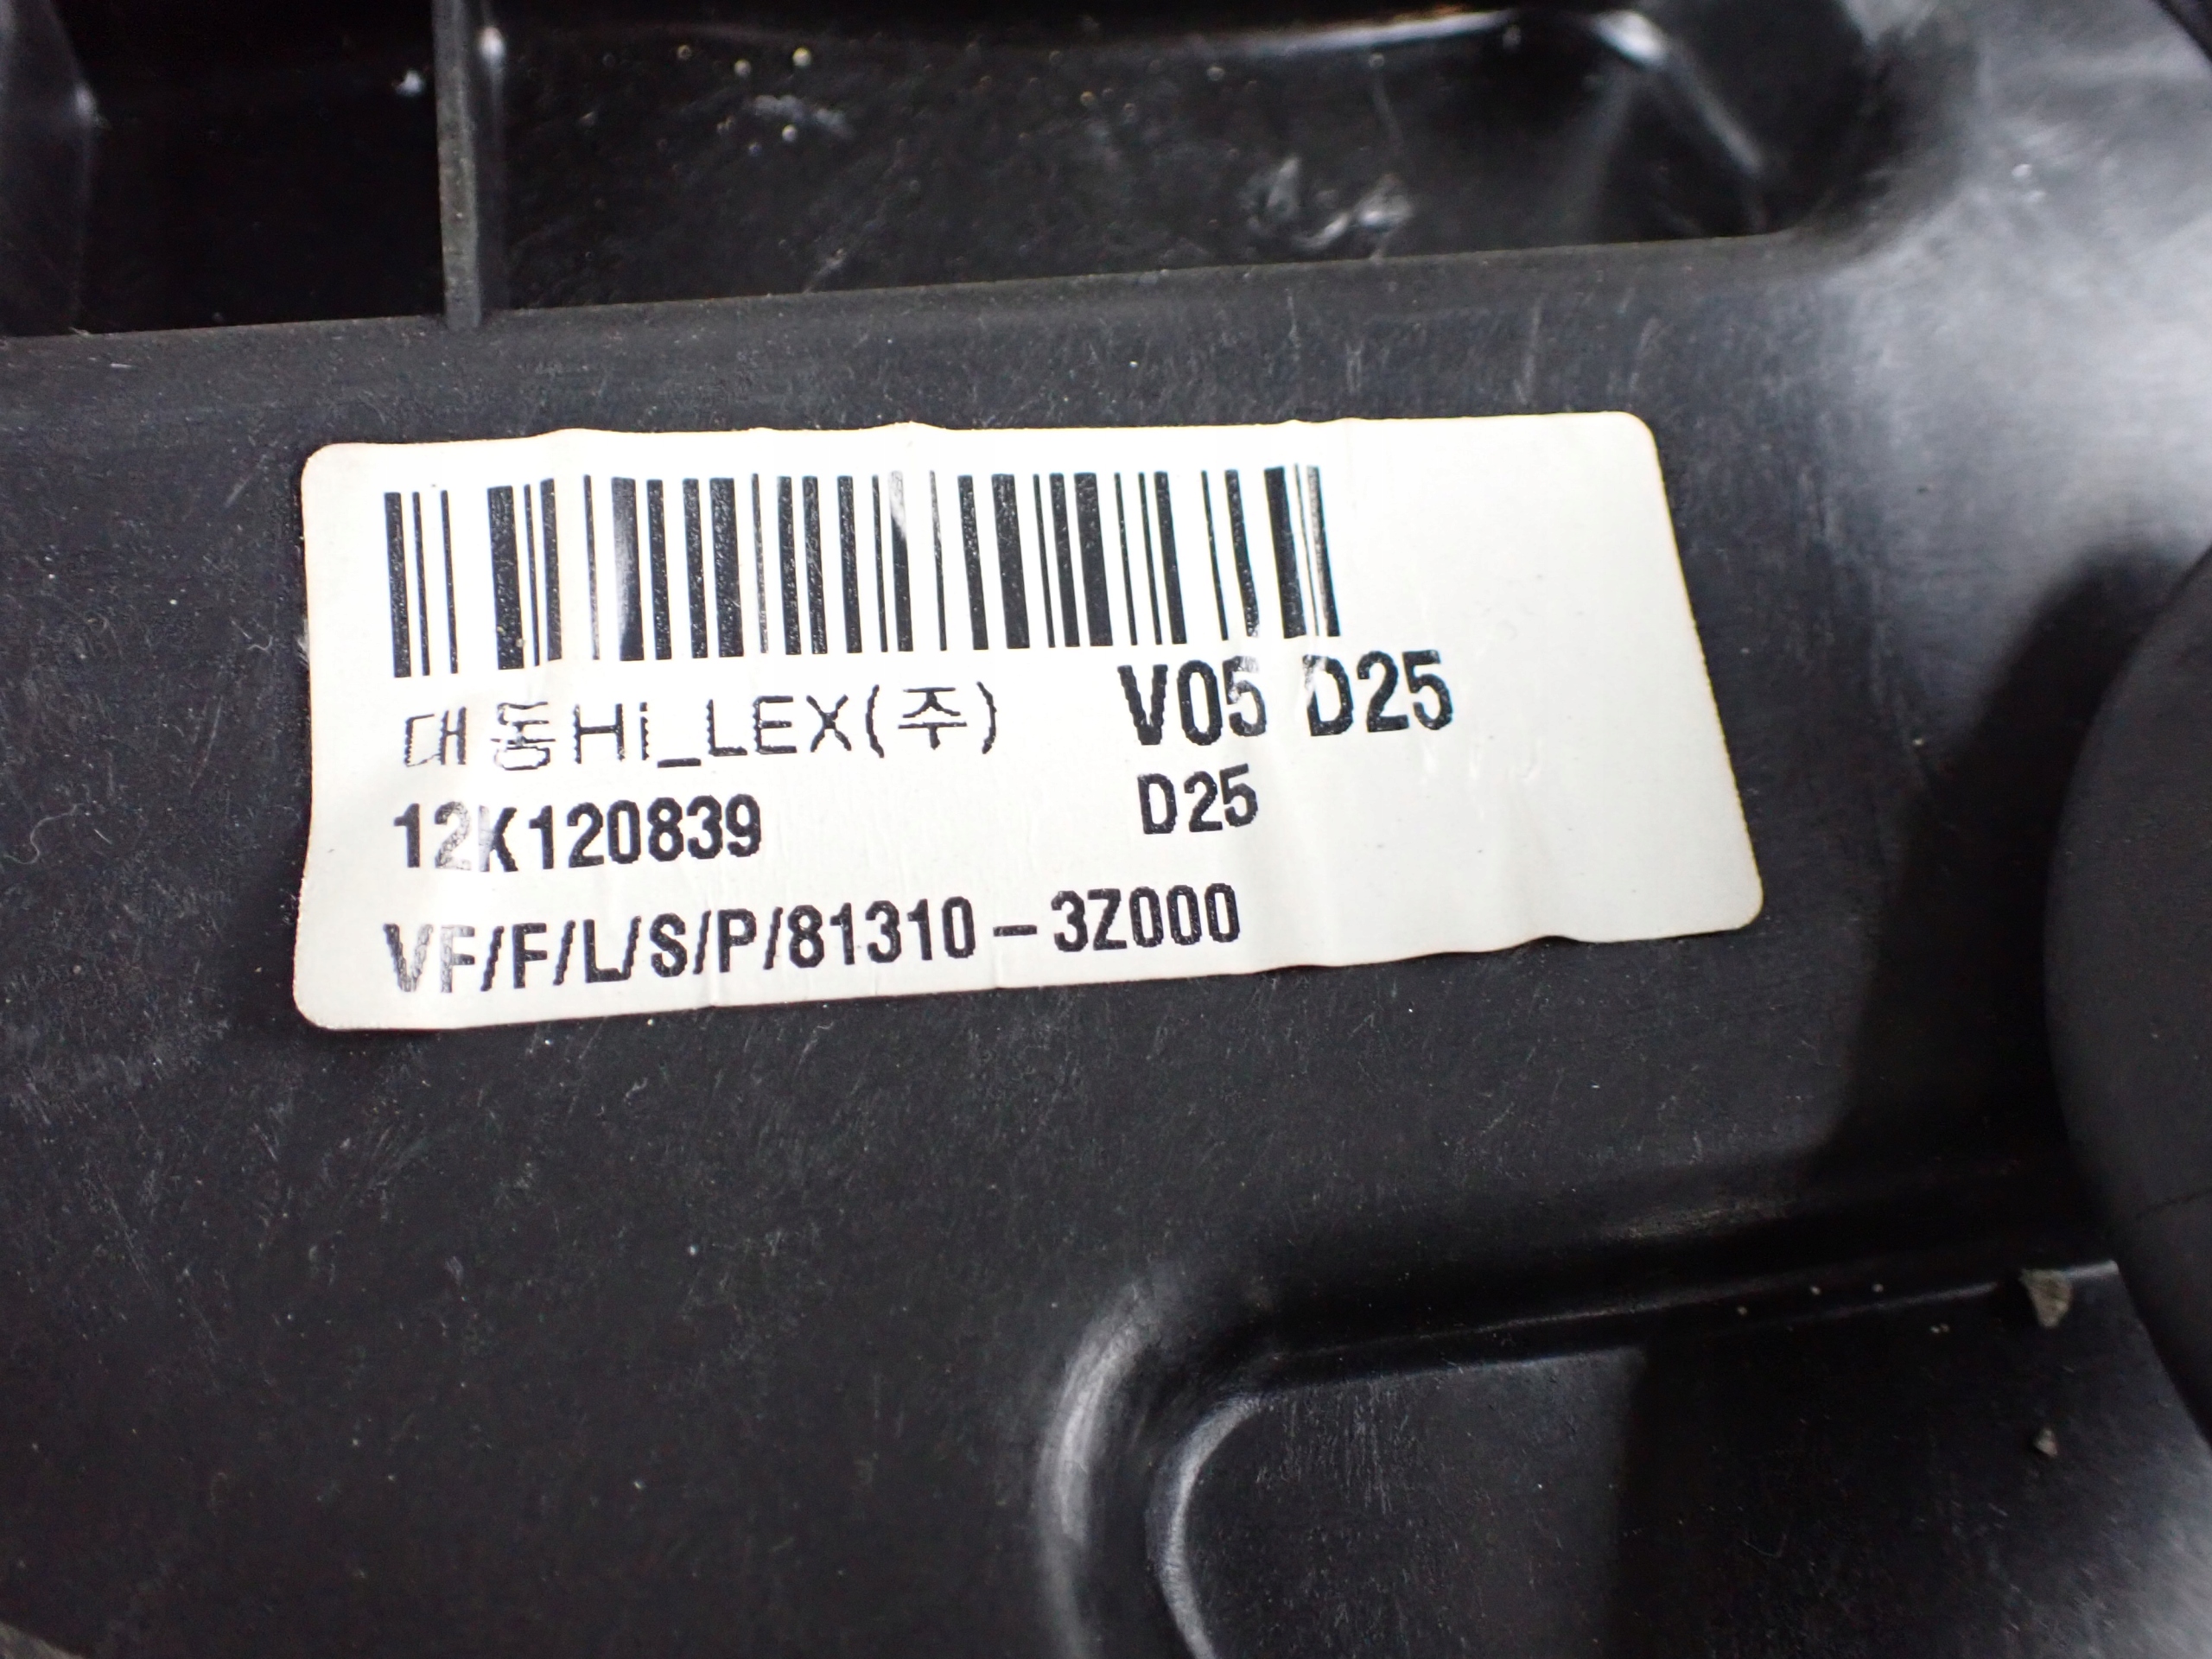 대동Hi_LEX(주) V05 D25
12K120839 D25
VF/F/L/S/P/81310-3Z000